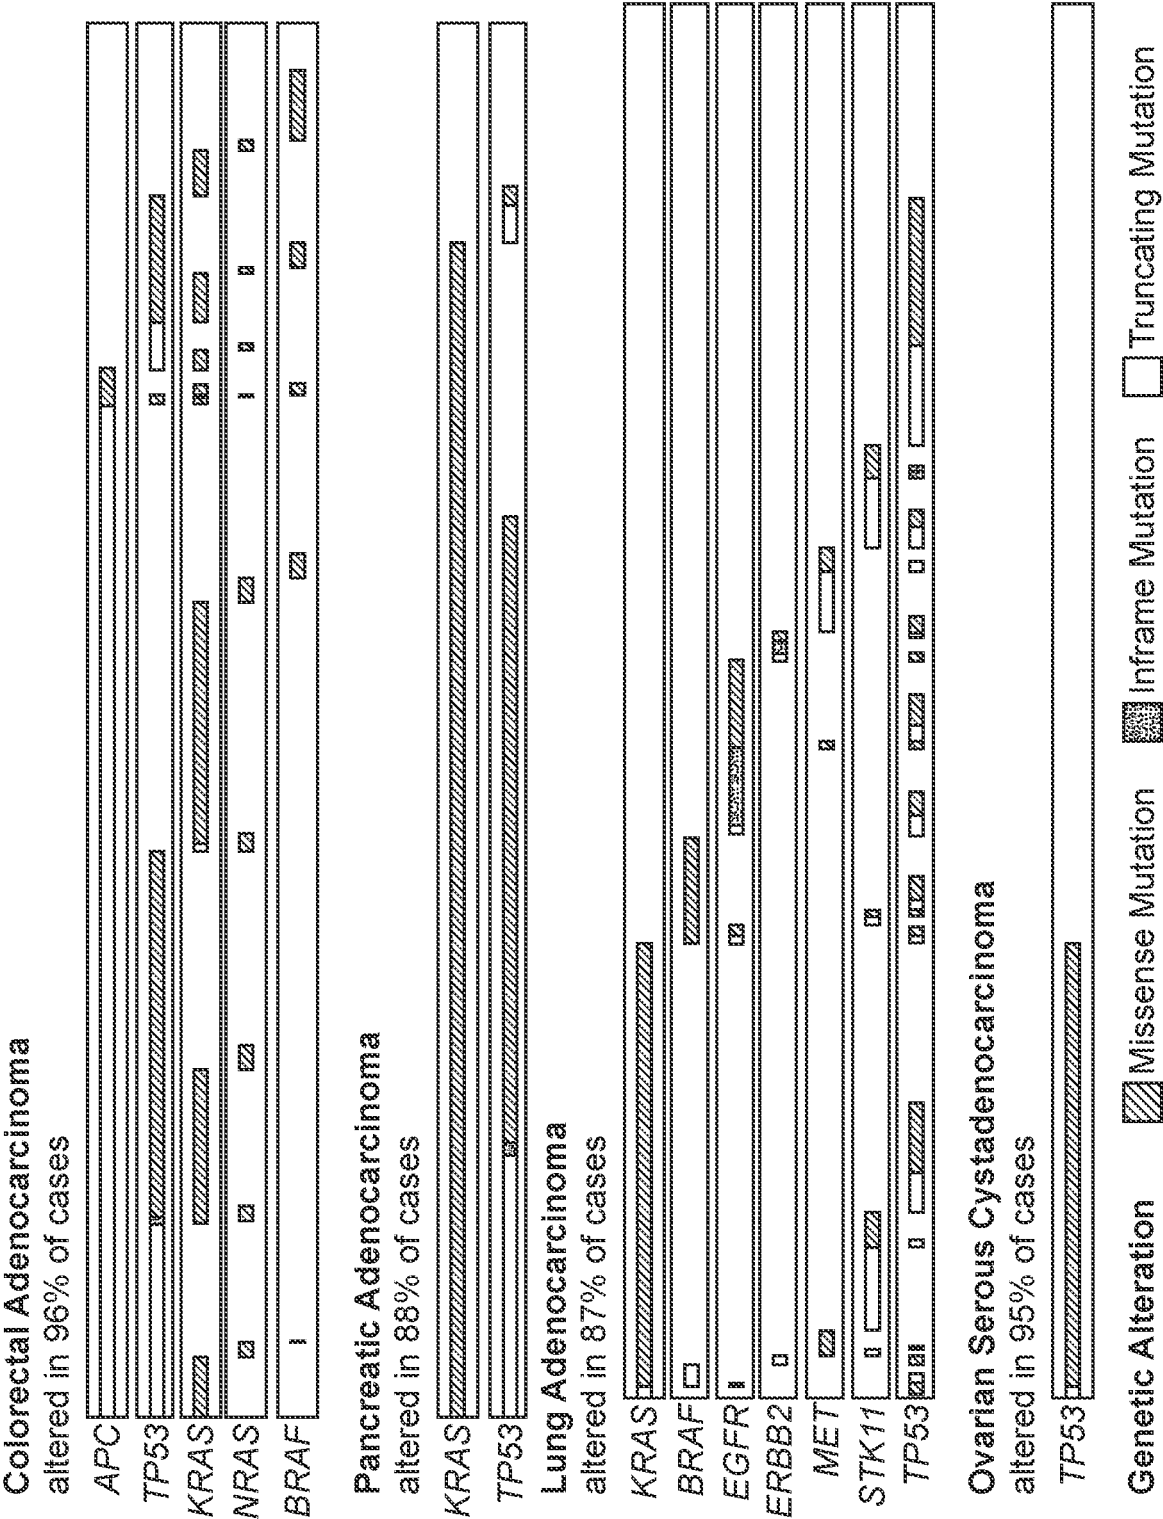 Colorectal Adenocarcinoma
altered in 96% of cases
APC
TP53
KRAS
NRAS
BRAF
Pancreatic Adenocarcinoma
altered in 88% of cases
KRAS
TP53
Lung Adenocarcinoma
altered in 87% of cases
KRAS
BRAF
EGFR
ERBB2
MET
STK11
TP53
Ovarian Serous Cystadenocarcinoma
altered in 95% of cases
TP53
Genetic Alteration Missense Mutation Inframe Mutation Truncating Mutation